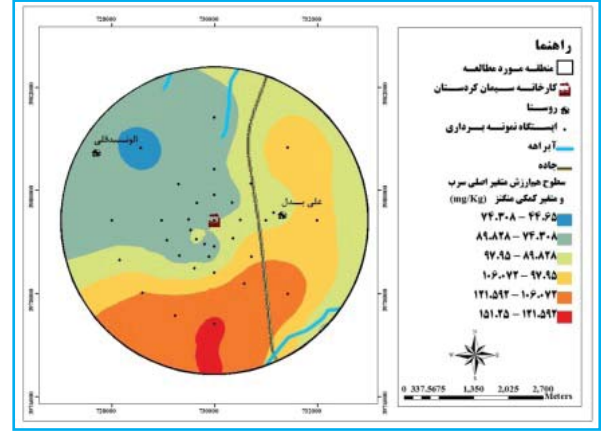 728000 730000 732000
راهنما
منطقه مورد مطالعه
کارخانه سیمان کردستان
روستا
ایستگاه نمونه برداری
آبراهه
جاده
سطوح هم‌ارزش متغیر اصلی سرب
و متغیر کمکی منگنز (mg/Kg)
۷۴.۳۰۸ – ۴۴.۶۵
۸۹.۸۲۸ – ۷۴.۳۰۸
۹۷.۹۵ – ۸۹.۸۲۸
۱۰۶.۰۷۲ – ۹۷.۹۵
۱۲۱.۵۹۲ – ۱۰۶.۰۷۲
۱۵۱.۲۵ – ۱۲۱.۵۹۲
الوندقلی
علی بدل
N
W E
S
0 337.5675 1,350 2,025 2,700
Meters
728000 730000 732000